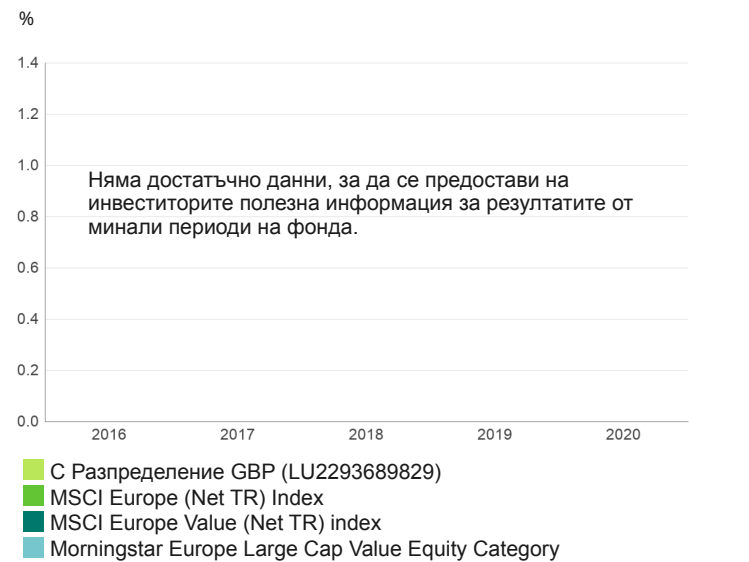 %
1.4
1.2
1.0
Няма достатъчно данни, за да се предостави на
инвеститорите полезна информация за резултатите от
0.8
минали периоди на фонда.
0.6
0.4
0.2
0.0
2016 2017 2018 2019 2020
С Разпределение GBP (LU2293689829)
MSCI Europe (Net TR) Index
MSCI Europe Value (Net TR) index
Morningstar Europe Large Cap Value Equity Category